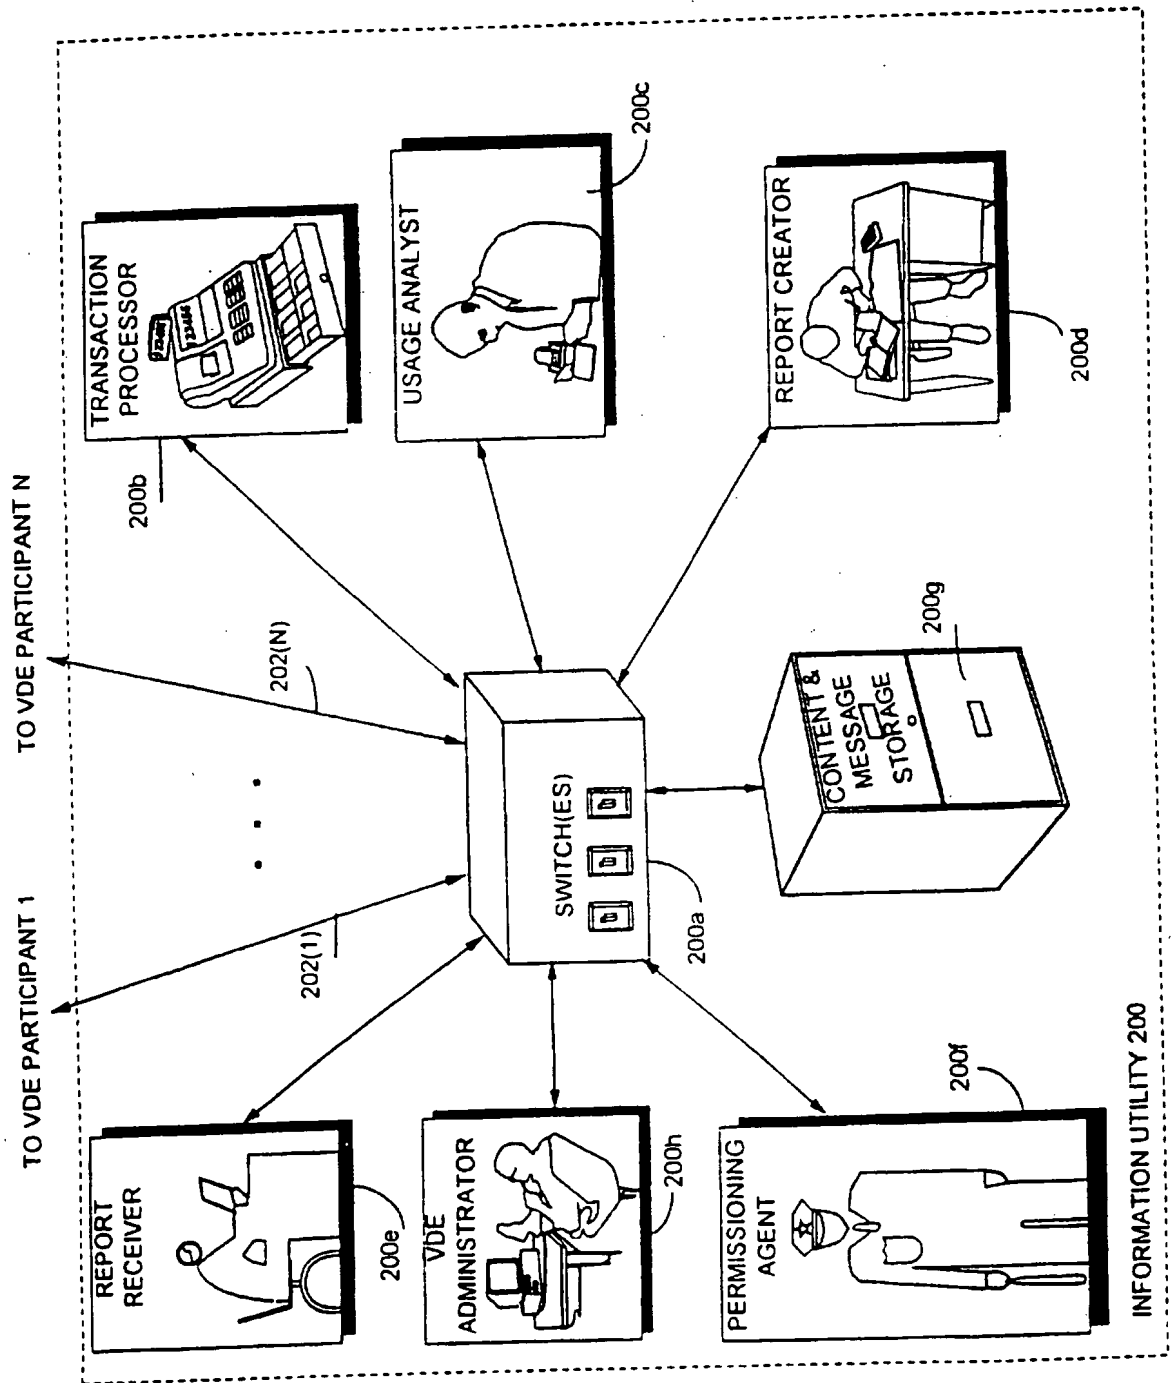 TO VDE PARTICIPANT 1
TO VDE PARTICIPANT N
REPORT
RECEIVER
200e
202(1)
202(N)
TRANSACTION
PROCESSOR
200b
VDE
ADMINISTRATOR
200h
SWITCH(ES)
200a
USAGE ANALYST
200c
PERMISSIONING
AGENT
200f
CONTENT &
MESSAGE
STORAGE
200g
REPORT CREATOR
200d
INFORMATION UTILITY 200